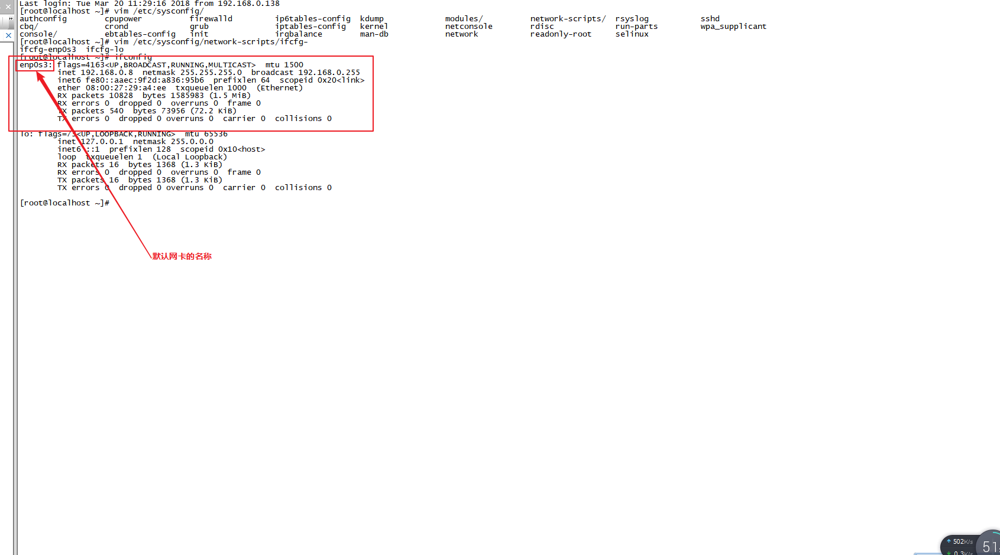 Last login: Tue Mar 20 11:29:16 2018 from 192.168.0.138
[root@localhost ~]# vim /etc/sysconfig/
authconfig        cpupower          firewalld         ip6tables-config  kdump             modules/          network-scripts/  rsyslog           sshd
cbq/              crond             grub              iptables-config   kernel            netconsole        rdisc             run-parts         wpa_supplicant
console/          ebtables-config   init              irqbalance        man-db            network           readonly-root     selinux
[root@localhost ~]# vim /etc/sysconfig/network-scripts/ifcfg-
ifcfg-enp0s3  ifcfg-lo
[root@localhost ~]# ifconfig
enp0s3: flags=4163<UP,BROADCAST,RUNNING,MULTICAST>  mtu 1500
        inet 192.168.0.8  netmask 255.255.255.0  broadcast 192.168.0.255
        inet6 fe80::aaec:9f2d:a836:95b6  prefixlen 64  scopeid 0x20<link>
        ether 08:00:27:29:a4:ee  txqueuelen 1000  (Ethernet)
        RX packets 10828  bytes 1585983 (1.5 MiB)
        RX errors 0  dropped 0  overruns 0  frame 0
        TX packets 540  bytes 73956 (72.2 KiB)
        TX errors 0  dropped 0 overruns 0  carrier 0  collisions 0
lo: flags=73<UP,LOOPBACK,RUNNING>  mtu 65536
        inet 127.0.0.1  netmask 255.0.0.0
        inet6 ::1  prefixlen 128  scopeid 0x10<host>
        loop  txqueuelen 1  (Local Loopback)
        RX packets 16  bytes 1368 (1.3 KiB)
        RX errors 0  dropped 0  overruns 0  frame 0
        TX packets 16  bytes 1368 (1.3 KiB)
        TX errors 0  dropped 0 overruns 0  carrier 0  collisions 0
[root@localhost ~]#
默认网卡的名称
502K/s
0.3K/s
51